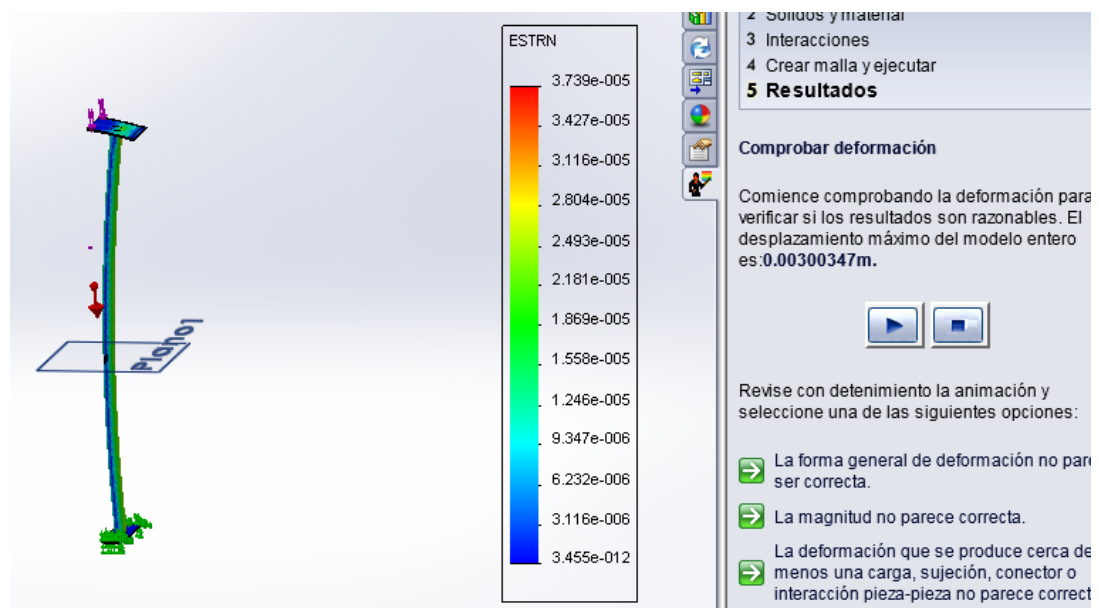 ESTRN
3.739e-005
3.427e-005
3.116e-005
2.804e-005
2.493e-005
2.181e-005
1.869e-005
1.558e-005
1.246e-005
9.347e-006
6.232e-006
3.116e-006
3.455e-012
Plano1
2 Sólidos y material
3 Interacciones
4 Crear malla y ejecutar
5 Resultados
Comprobar deformación
Comience comprobando la deformación para
verificar si los resultados son razonables. El
desplazamiento máximo del modelo entero
es:0.00300347m.
Revise con detenimiento la animación y
seleccione una de las siguientes opciones:
La forma general de deformación no pare
ser correcta.
La magnitud no parece correcta.
La deformación que se produce cerca de
menos una carga, sujeción, conector o
interacción pieza-pieza no parece correct